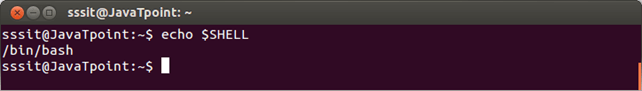 sssit@JavaTpoint: ~
sssit@JavaTpoint:~$ echo $SHELL
/bin/bash
sssit@JavaTpoint:~$